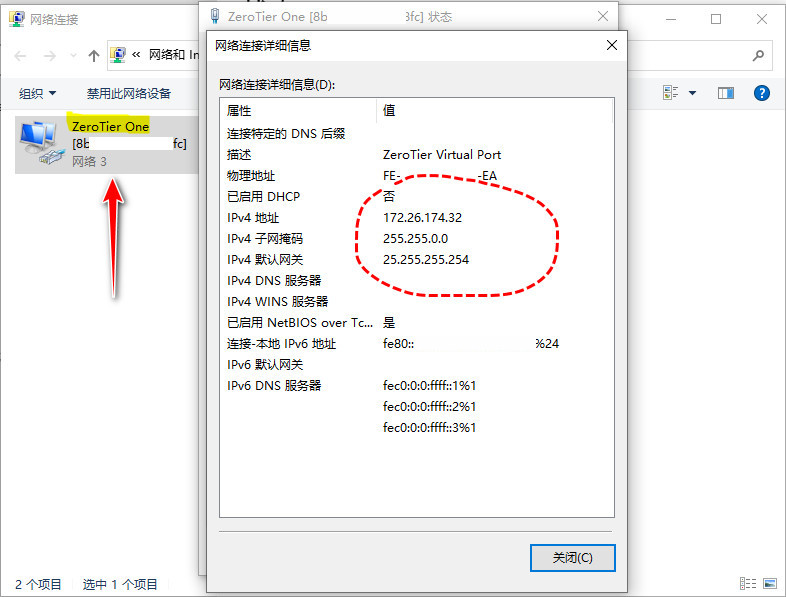 网络连接
ZeroTier One [8b 8fc] 状态
« 网络和 In
组织
禁用此网络设备
ZeroTier One
[8b fc]
网络 3
网络连接详细信息
网络连接详细信息(D):
属性 值
连接特定的 DNS 后缀
描述 ZeroTier Virtual Port
物理地址 FE- -EA
已启用 DHCP 否
IPv4 地址 172.26.174.32
IPv4 子网掩码 255.255.0.0
IPv4 默认网关 25.255.255.254
IPv4 DNS 服务器
IPv4 WINS 服务器
已启用 NetBIOS over Tc... 是
连接-本地 IPv6 地址 fe80:: %24
IPv6 默认网关
IPv6 DNS 服务器 fec0:0:0:ffff::1%1
fec0:0:0:ffff::2%1
fec0:0:0:ffff::3%1
关闭(C)
2 个项目 选中 1 个项目